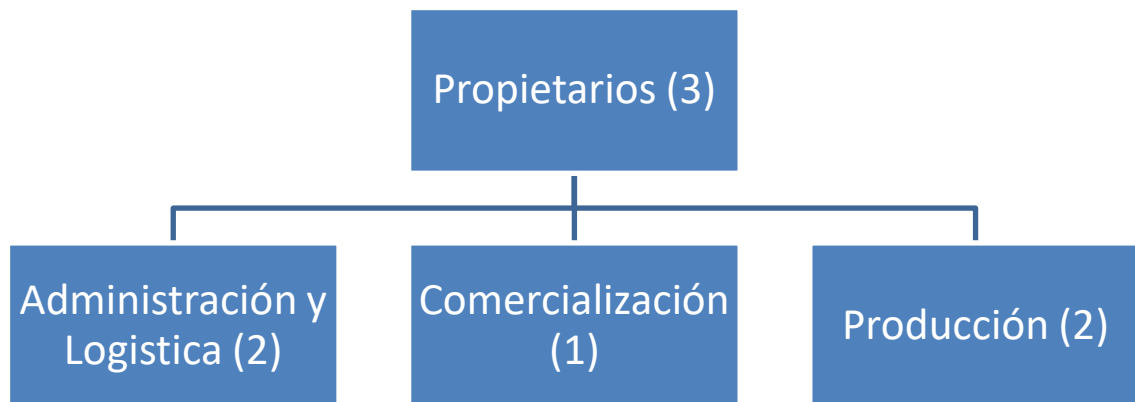 Propietarios (3)
Administración y
Logistica (2)
Comercialización
(1)
Producción (2)